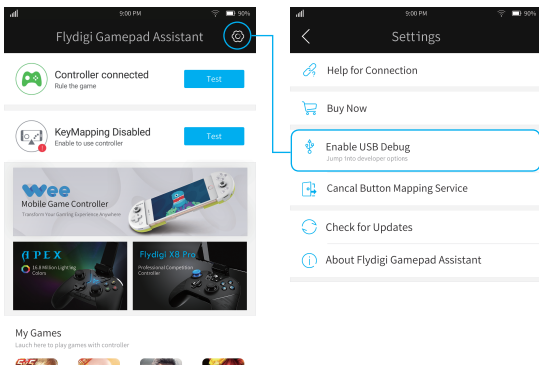 9:00 PM
90%
Flydigi Gamepad Assistant
Controller connected
Rule the game
Test
KeyMapping Disabled
Enable to use controller
Test
Wee
Mobile Game Controller
Transform Your Gaming Experience Anywhere
APEX
16.8 Million Lighting
Colors
Flydigi X8 Pro
Professional Competition
Controller
My Games
Lauch here to play games with controller
9:00 PM
90%
Settings
Help for Connection
Buy Now
Enable USB Debug
Jump into developer options
Cancal Button Mapping Service
Check for Updates
About Flydigi Gamepad Assistant